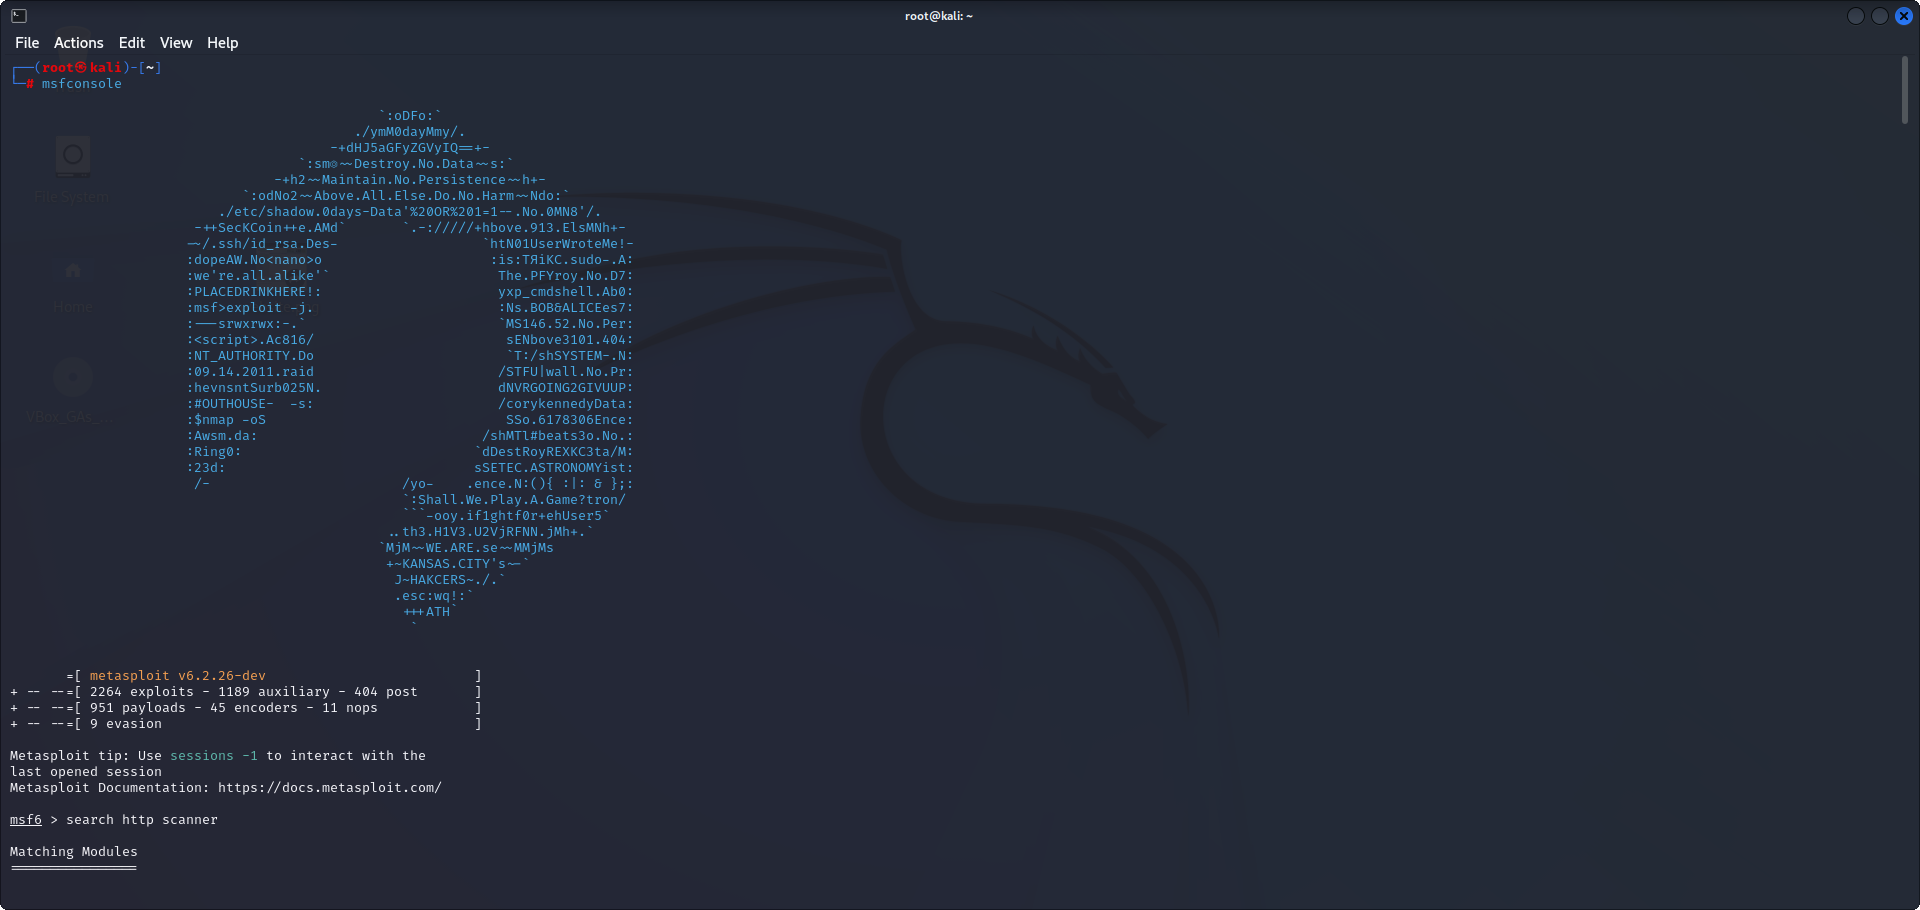 root@kali: ~
File Actions Edit View Help
┌──(root㉿kali)-[~]
└─# msfconsole
`:oDFo:`
./ymM0dayMmy/.
-+dHJ5aGFyZGVyIQ==+-
`:sm⏣~~Destroy.No.Data~~s:`
-+h2~~Maintain.No.Persistence~~h+-
`:odNo2~~Above.All.Else.Do.No.Harm~~Ndo:`
./etc/shadow.0days-Data'%20OR%201=1--.No.0MN8'/.
-++SecKCoin++e.AMd` `.-://///+hbove.913.ElsMNh+-
-~/.ssh/id_rsa.Des- `htN01UserWroteMe!-
:dopeAW.No<nano>o :is:TЯiKC.sudo-.A:
:we're.all.alike'` The.PFYroy.No.D7:
:PLACEDRINKHERE!: yxp_cmdshell.Ab0:
:msf>exploit -j. :Ns.BOB&ALICEes7:
:---srwxrwx:-.` `MS146.52.No.Per:
:<script>.Ac816/ sENbove3101.404:
:NT_AUTHORITY.Do `T:/shSYSTEM-.N:
:09.14.2011.raid /STFU|wall.No.Pr:
:hevnsntSurb025N. dNVRGOING2GIVUUP:
:#OUTHOUSE- -s: /corykennedyData:
:$nmap -oS SSo.6178306Ence:
:Awsm.da: /shMTl#beats3o.No.:
:Ring0: `dDestRoyREXKC3ta/M:
:23d: sSETEC.ASTRONOMYist:
/- /yo- .ence.N:(){ :|: & };:
`:Shall.We.Play.A.Game?tron/
```-ooy.if1ghtf0r+ehUser5`
..th3.H1V3.U2VjRFNN.jMh+.`
`MjM~~WE.ARE.se~~MMjMs
+~KANSAS.CITY's~-`
J~HAKCERS~./.`
.esc:wq!:`
+++ATH`
`
=[ metasploit v6.2.26-dev ]
+ -- --=[ 2264 exploits - 1189 auxiliary - 404 post ]
+ -- --=[ 951 payloads - 45 encoders - 11 nops ]
+ -- --=[ 9 evasion ]
Metasploit tip: Use sessions -1 to interact with the
last opened session
Metasploit Documentation: https://docs.metasploit.com/
msf6 > search http scanner
Matching Modules
================
File System
Home
VBox_GAs_...